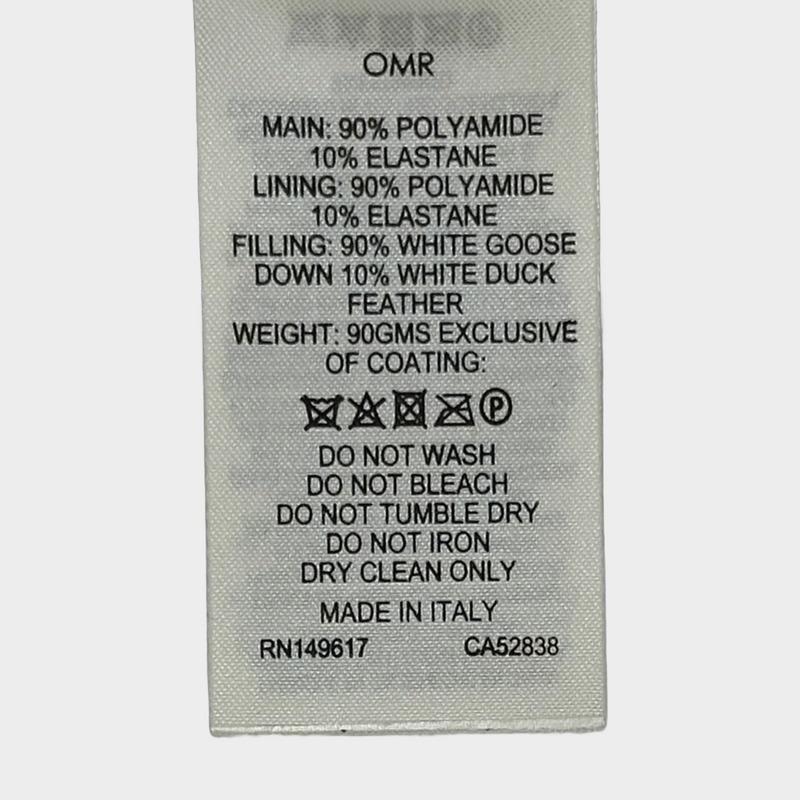 OMR
MAIN: 90% POLYAMIDE
10% ELASTANE
LINING: 90% POLYAMIDE
10% ELASTANE
FILLING: 90% WHITE GOOSE
DOWN 10% WHITE DUCK
FEATHER
WEIGHT: 90GMS EXCLUSIVE
OF COATING:
P
DO NOT WASH
DO NOT BLEACH
DO NOT TUMBLE DRY
DO NOT IRON
DRY CLEAN ONLY
MADE IN ITALY
RN149617 CA52838